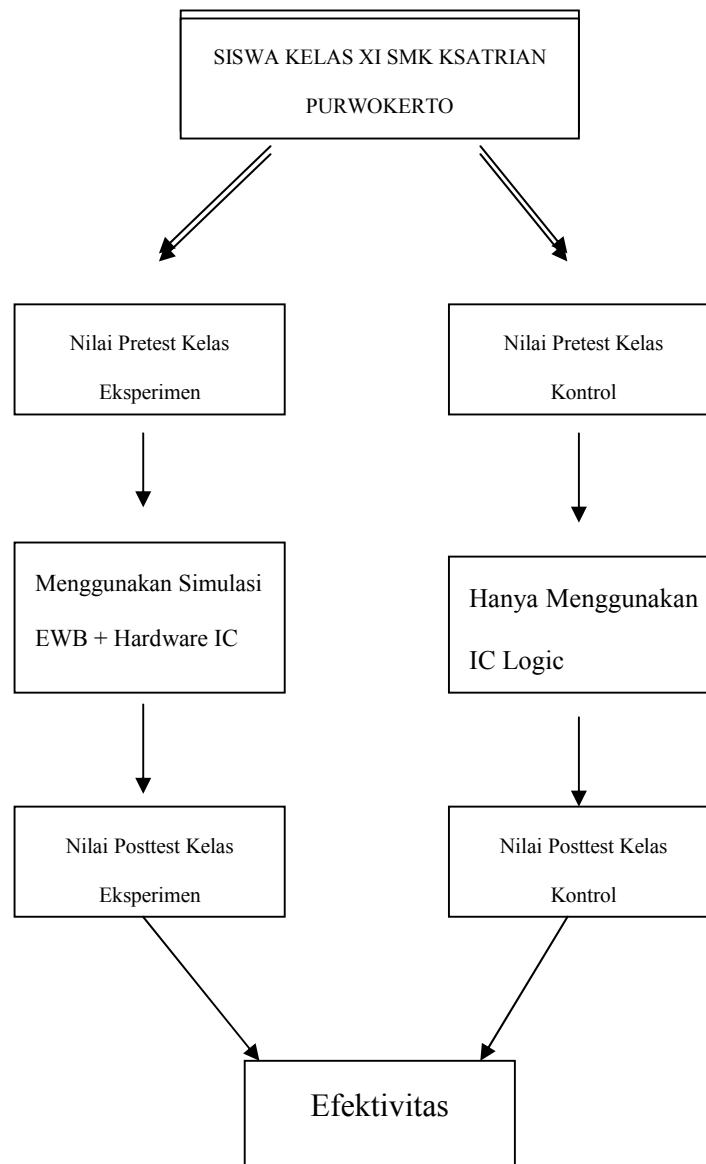 SISWA KELAS XI SMK KSATRIAN
PURWOKERTO
Nilai Pretest Kelas
Eksperimen
Nilai Pretest Kelas
Kontrol
Menggunakan Simulasi
EWB + Hardware IC
Hanya Menggunakan
IC Logic
Nilai Posttest Kelas
Eksperimen
Nilai Posttest Kelas
Kontrol
Efektivitas